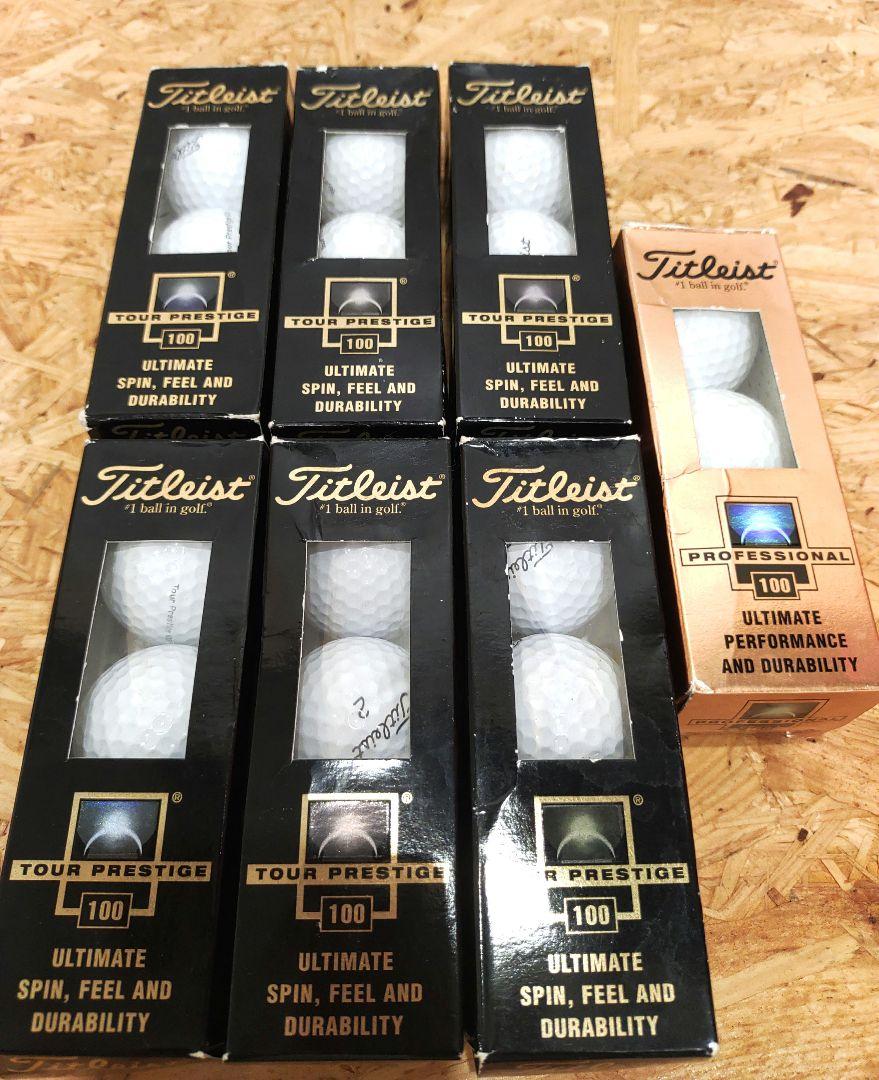 Titleist
"1 ball in golf."
TOUR PRESTIGE ®
100
ULTIMATE
SPIN, FEEL AND
DURABILITY
Titleist
"1 ball in golf."
TOUR PRESTIGE ®
100
ULTIMATE
SPIN, FEEL AND
DURABILITY
Titleist
"1 ball in golf."
TOUR PRESTIGE
100
ULTIMATE
SPIN, FEEL AND
DURABILITY
Titleist®
#1 ball in golf.®
PROFESSIONAL
100
ULTIMATE
PERFORMANCE
AND DURABILITY
PROFESSIONAL
Titleist®
#1 ball in golf.®
Tour Prestige
®
TOUR PRESTIGE
100
ULTIMATE
SPIN, FEEL AND
DURABILITY
Titleist®
#1 ball in golf.®
Titleist
2
®
TOUR PRESTIGE
100
ULTIMATE
SPIN, FEEL AND
DURABILITY
Titleist®
#1 ball in golf.®
Titlei
®
R PRESTIGE
100
ULTIMATE
SPIN, FEEL AND
DURABILITY